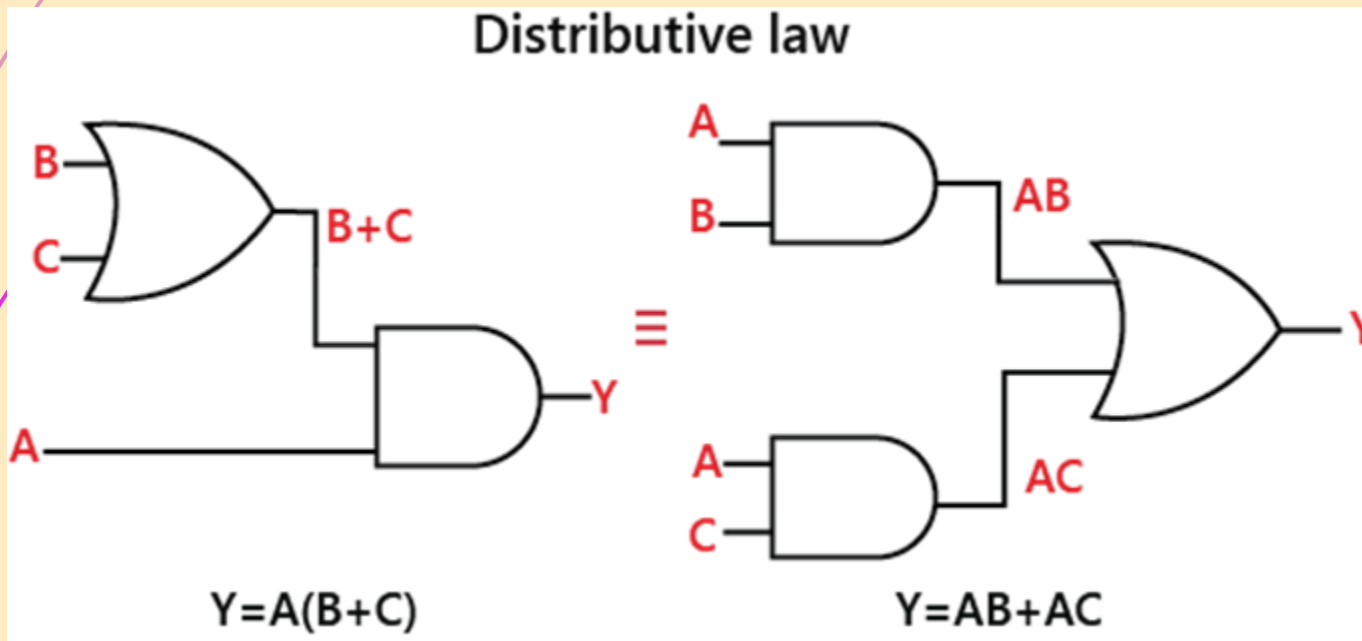 Distributive law
B
C
B+C
A
Y
≡
A
B
AB
A
C
AC
Y
Y=A(B+C)
Y=AB+AC